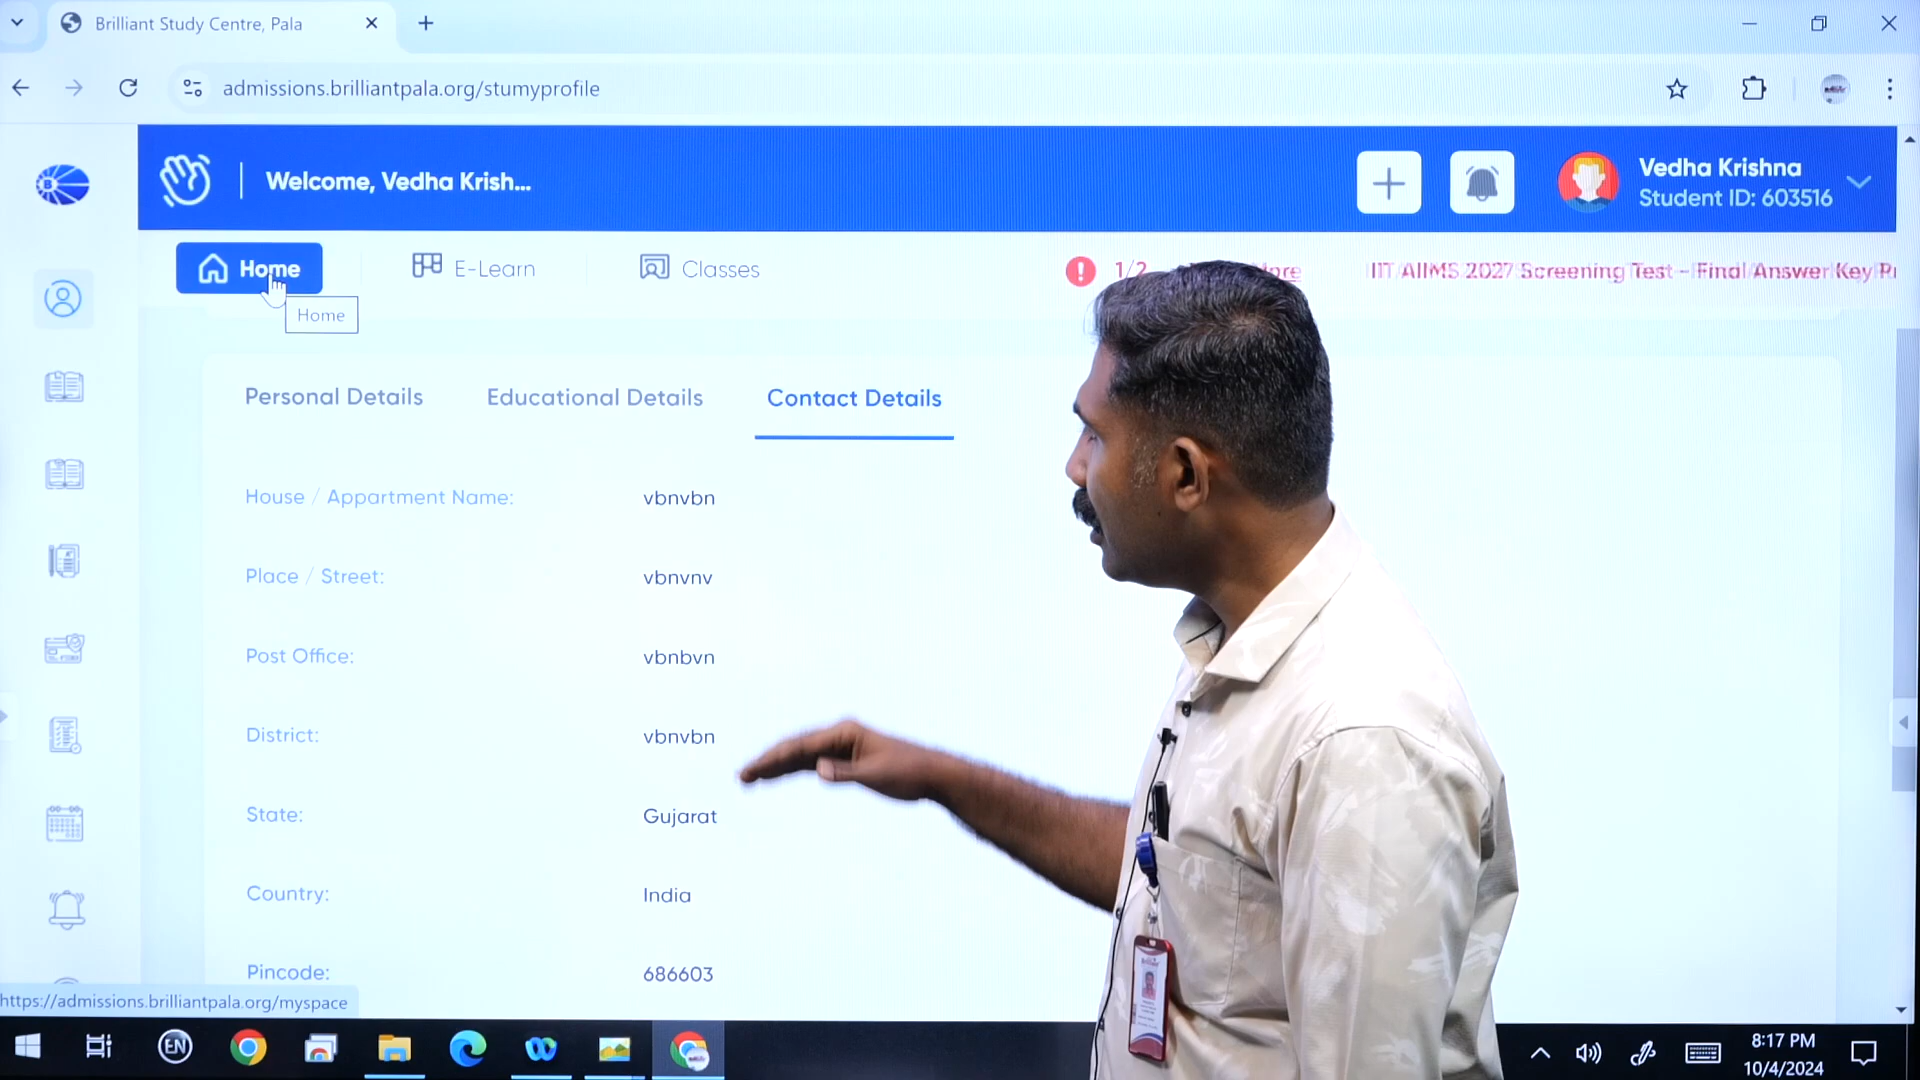 Brilliant Study Centre, Pala
admissions.brilliantpala.org/stumyprofile
B
Welcome, Vedha Krish...
Vedha Krishna
Student ID: 603516
Home
E-Learn
Classes
1/2
IIT AIIMS 2027 Screening Test - Final Answer Key
Home
Personal Details
Educational Details
Contact Details
House / Appartment Name:
vbnvbn
Place / Street:
vbnvnv
Post Office:
vbnbvn
District:
vbnvbn
State:
Gujarat
Country:
India
Pincode:
686603
https://admissions.brilliantpala.org/myspace
EN
8:17 PM
10/4/2024